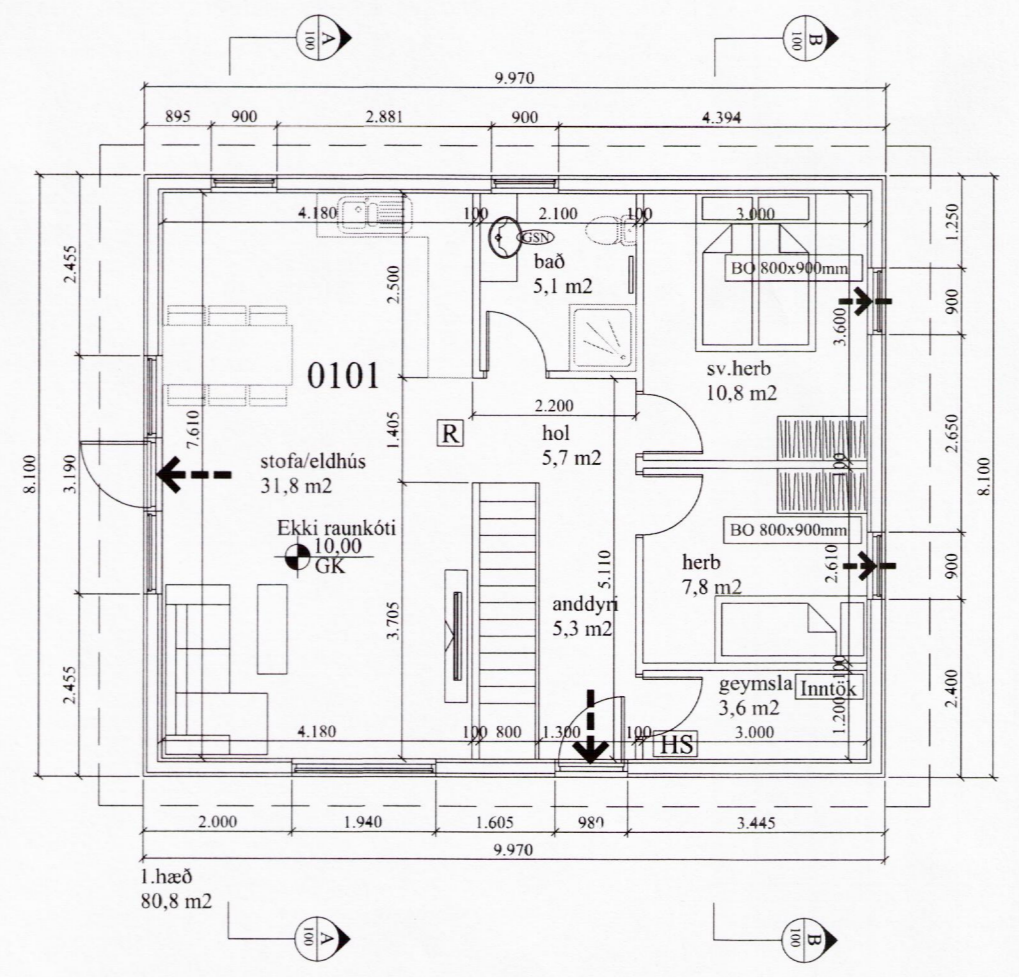 A
100
B
100
9.970
895
900
2.881
900
4.394
4.180
100
2.100
100
3.000
GSN
bað
5,1 m2
BO 800x900mm
1.250
2.455
2.500
900
3.600
0101
sv.herb
10,8 m2
2.200
R
hol
5,7 m2
1.405
7.610
2.650
100
8.100
3.190
stofa/eldhús
31,8 m2
8.100
Ekki raunkóti
10,00
GK
BO 800x900mm
herb
7,8 m2
2.610
900
5.110
anddyri
5,3 m2
3.705
2.455
100
geymsla
3,6 m2
Inntök
1.200
2.400
4.180
100
800
1.300
100
HS
3.000
2.000
1.940
1.605
989
3.445
9.970
1.hæð
80,8 m2
A
100
B
100